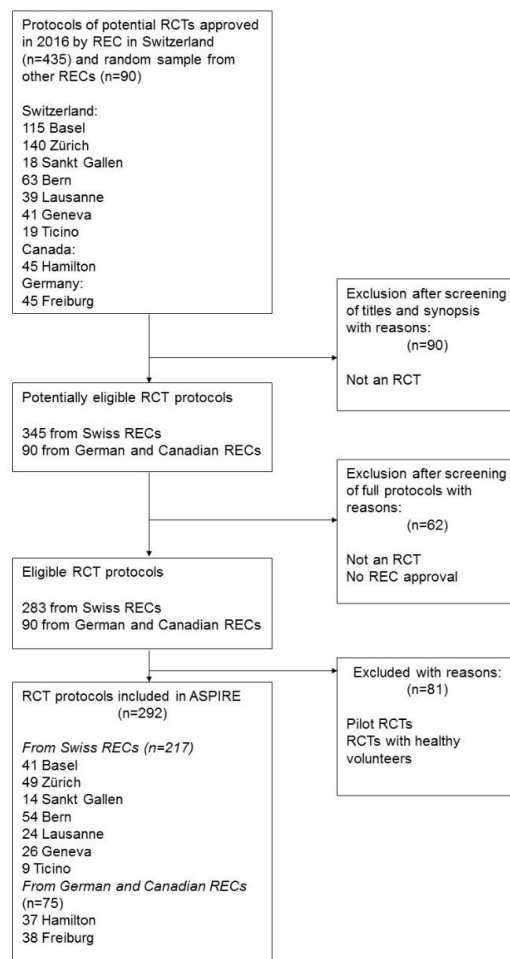 Protocols of potential RCTs approved
in 2016 by REC in Switzerland
(n=435) and random sample from
other RECs (n=90)
Switzerland:
115 Basel
140 Zürich
18 Sankt Gallen
63 Bern
39 Lausanne
41 Geneva
19 Ticino
Canada:
45 Hamilton
Germany:
45 Freiburg
Exclusion after screening
of titles and synopsis
with reasons:
(n=90)
Not an RCT
Potentially eligible RCT protocols
345 from Swiss RECs
90 from German and Canadian RECs
Exclusion after screening
of full protocols with
reasons:
(n=62)
Not an RCT
No REC approval
Eligible RCT protocols
283 from Swiss RECs
90 from German and Canadian RECs
Excluded with reasons:
(n=81)
Pilot RCTs
RCTs with healthy
volunteers
RCT protocols included in ASPIRE
(n=292)
From Swiss RECs (n=217)
41 Basel
49 Zürich
14 Sankt Gallen
54 Bern
24 Lausanne
26 Geneva
9 Ticino
From German and Canadian RECs
(n=75)
37 Hamilton
38 Freiburg